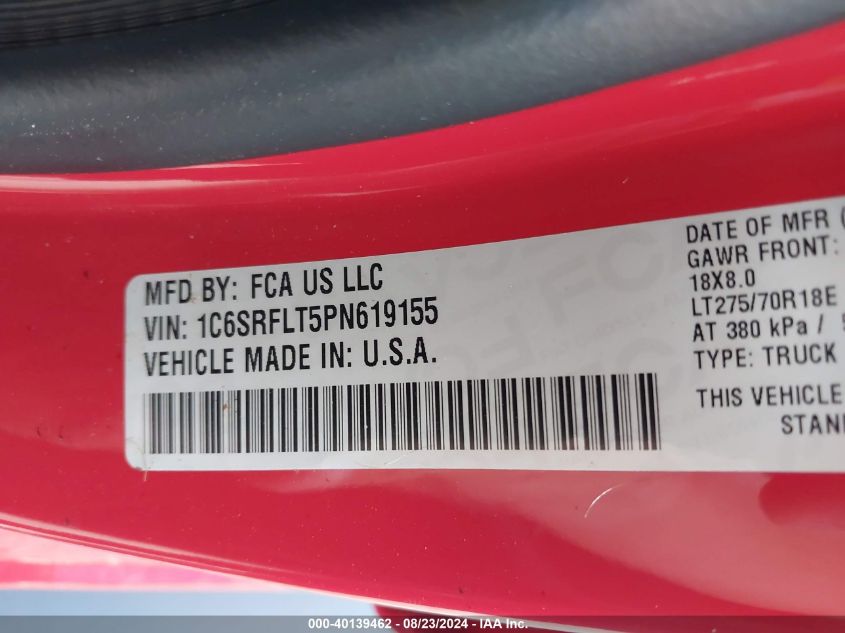 MFD BY: FCA US LLC
VIN: 1C6SRFLT5PN619155
VEHICLE MADE IN: U.S.A.
DATE OF MFR (
GAWR FRONT:
18X8.0
LT275/70R18E
AT 380 kPa /
TYPE: TRUCK
THIS VEHICLE
STAN
000-40139462 - 08/23/2024 - IAA Inc.